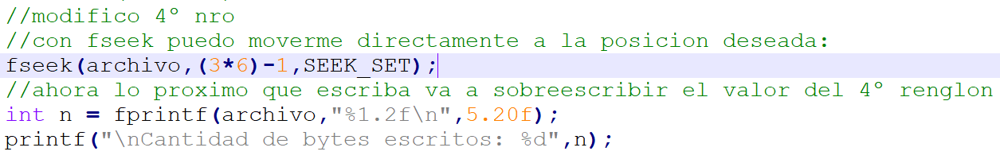 //modifico 4º nro
//con fseek puedo moverme directamente a la posicion deseada:
fseek(archivo,(3*6)-1,SEEK_SET);
//ahora lo proximo que escriba va a sobreescribir el valor del 4º renglon
int n = fprintf(archivo,"%1.2f\n",5.20f);
printf("\nCantidad de bytes escritos: %d",n);